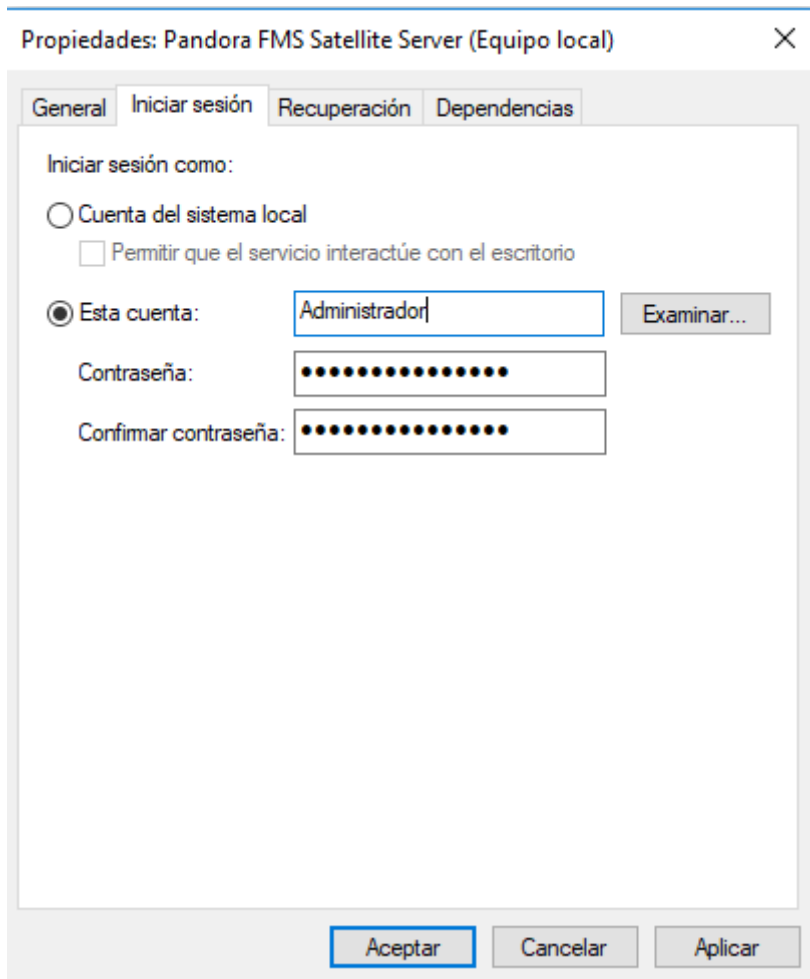 Propiedades: Pandora FMS Satellite Server (Equipo local)
General Iniciar sesión Recuperación Dependencias
Iniciar sesión como:
Cuenta del sistema local
Permitir que el servicio interactúe con el escritorio
Esta cuenta: Administrador Examinar...
Contraseña: •••••••••••••••
Confirmar contraseña: •••••••••••••••
Aceptar Cancelar Aplicar